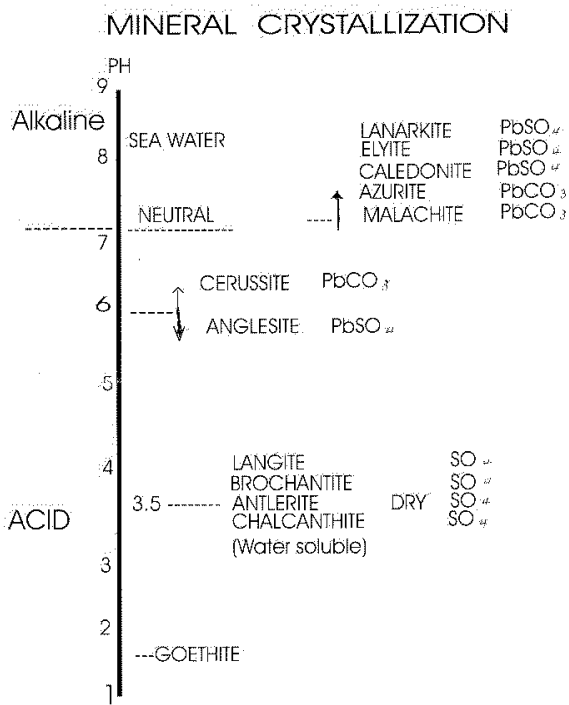 MINERAL CRYSTALLIZATION
PH
9
Alkaline
8
SEA WATER
LANARKITE PbSO4
ELYITE PbSO4
CALEDONITE PbSO4
AZURITE PbCO3
NEUTRAL
MALACHITE PbCO3
7
CERUSSITE PbCO3
6
ANGLESITE PbSO4
5
4
LANGITE SO4
BROCHANTITE SO4
3.5 ANTLERITE DRY SO4
ACID
CHALCANTHITE SO4
(Water soluble)
3
2
GOETHITE
1